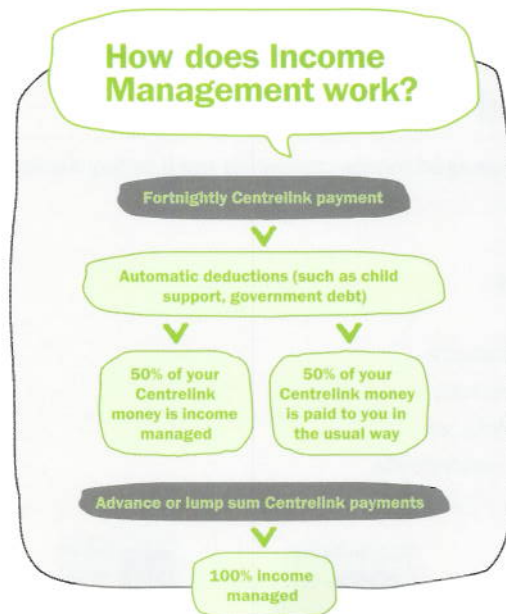 How does Income
Management work?
Fortnightly Centrelink payment
Automatic deductions (such as child
support, government debt)
50% of your
Centrelink
money is income
managed
50% of your
Centrelink money
is paid to you in
the usual way
Advance or lump sum Centrelink payments
100% income
managed